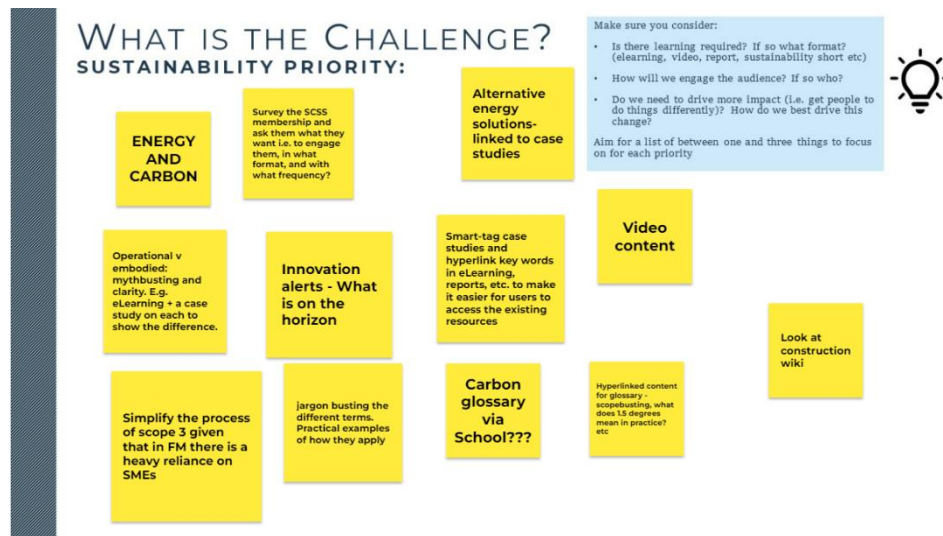 WHAT IS THE CHALLENGE?
SUSTAINABILITY PRIORITY:
Make sure you consider:
• Is there learning required? If so what format?
(elearning, video, report, sustainability short etc)
• How will we engage the audience? If so who?
• Do we need to drive more impact (i.e. get people to
do things differently)? How do we best drive this
change?
Aim for a list of between one and three things to focus
on for each priority
ENERGY
AND
CARBON
Survey the SCSS
membership and
ask them what they
want i.e. to engage
them, in what
format, and with
what frequency?
Alternative
energy
solutions-
linked to case
studies
Operational v
embodied:
mythbusting and
clarity. E.g.
eLearning + a case
study on each to
show the difference.
Innovation
alerts - What
is on the
horizon
Smart-tag case
studies and
hyperlink key words
in eLearning,
reports, etc. to make
it easier for users to
access the existing
resources
Video
content
Look at
construction
wiki
Simplify the process
of scope 3 given
that in FM there is a
heavy reliance on
SMEs
jargon busting the
different terms.
Practical examples
of how they apply
Carbon
glossary
via
School???
Hyperlinked content
for glossary -
scopebusting, what
does 1.5 degrees
mean in practice?
etc